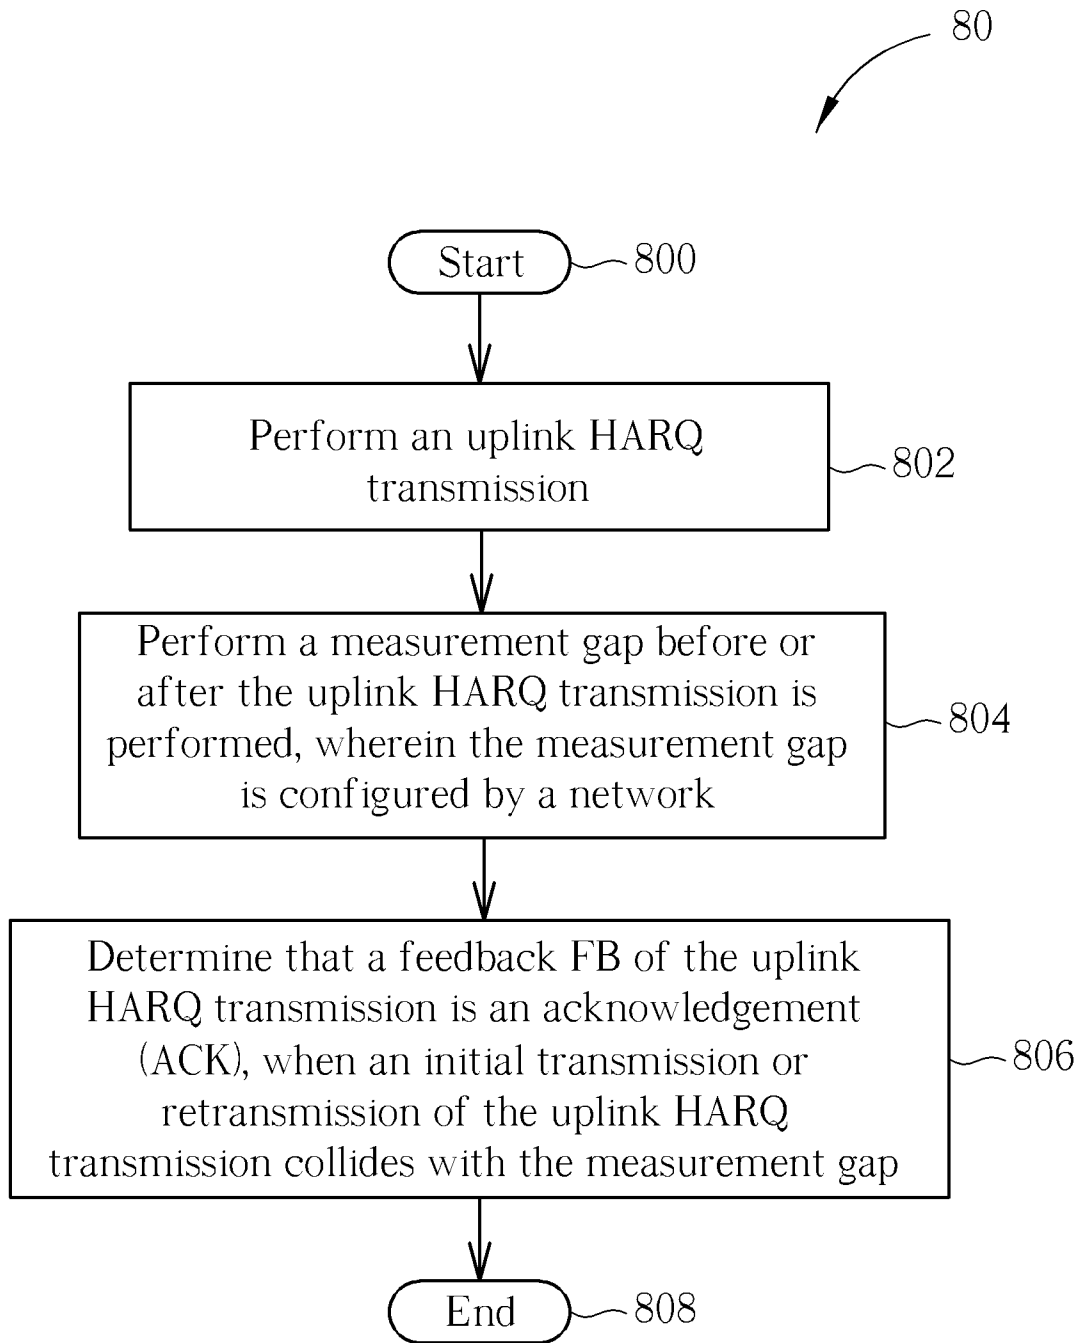 80
Start
800
Perform an uplink HARQ
transmission
802
Perform a measurement gap before or
after the uplink HARQ transmission is
performed, wherein the measurement gap
is configured by a network
804
Determine that a feedback FB of the uplink
HARQ transmission is an acknowledgement
(ACK), when an initial transmission or
retransmission of the uplink HARQ
transmission collides with the measurement gap
806
End
808